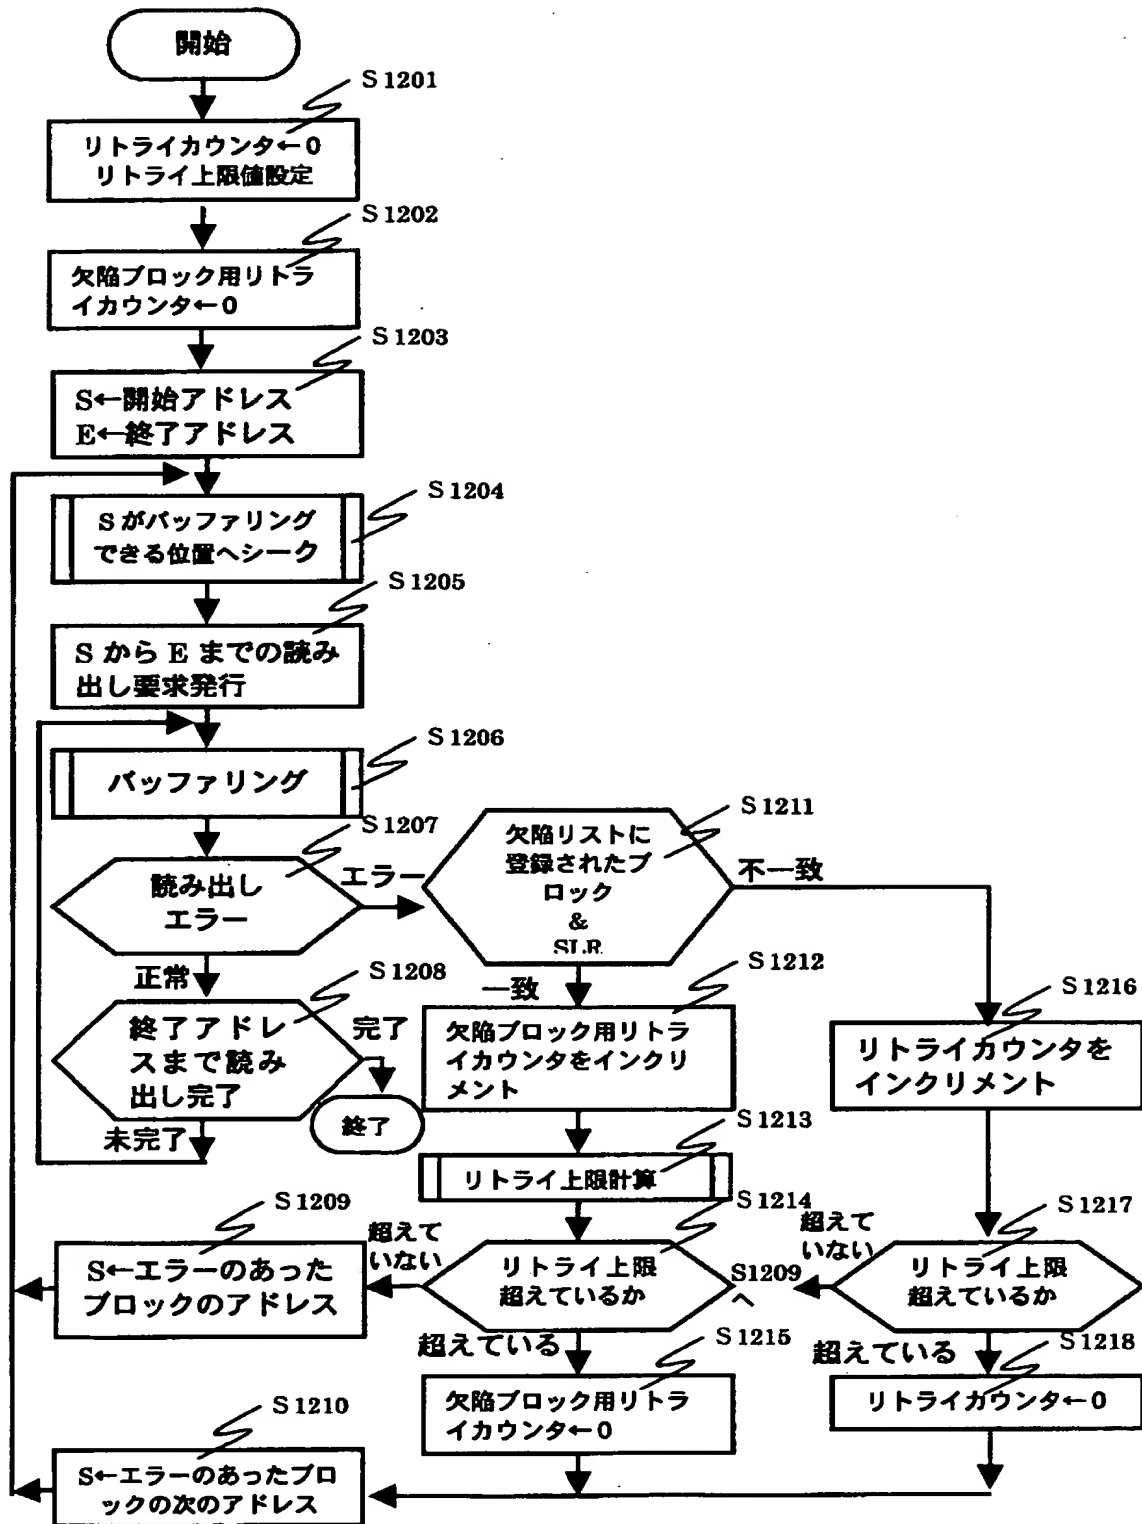 開始
S1201
リトライカウンタ←0
リトライ上限値設定
S1202
欠陥ブロック用リトラ
イカウンタ←0
S1203
S←開始アドレス
E←終了アドレス
S1204
Sがバッファリング
できる位置へシーク
S1205
S から E までの読み
出し要求発行
S1206
バッファリング
S1207
読み出し
エラー
エラー
正常
S1208
終了アドレ
スまで読み
出し完了
完了
終了
未完了
S1211
欠陥リストに
登録されたブ
ロック
&
SLR
不一致
一致
S1212
欠陥ブロック用リトラ
イカウンタをインクリ
メント
S1213
リトライ上限計算
S1214
リトライ上限
超えているか
超えて
いない
超えている
S1209
S←エラーのあった
ブロックのアドレス
S1215
欠陥ブロック用リトラ
イカウンタ←0
S1210
S←エラーのあったブロ
ックの次のアドレス
S1216
リトライカウンタを
インクリメント
S1217
リトライ上限
超えているか
超えて
いない
S1209
へ
超えている
S1218
リトライカウンタ←0